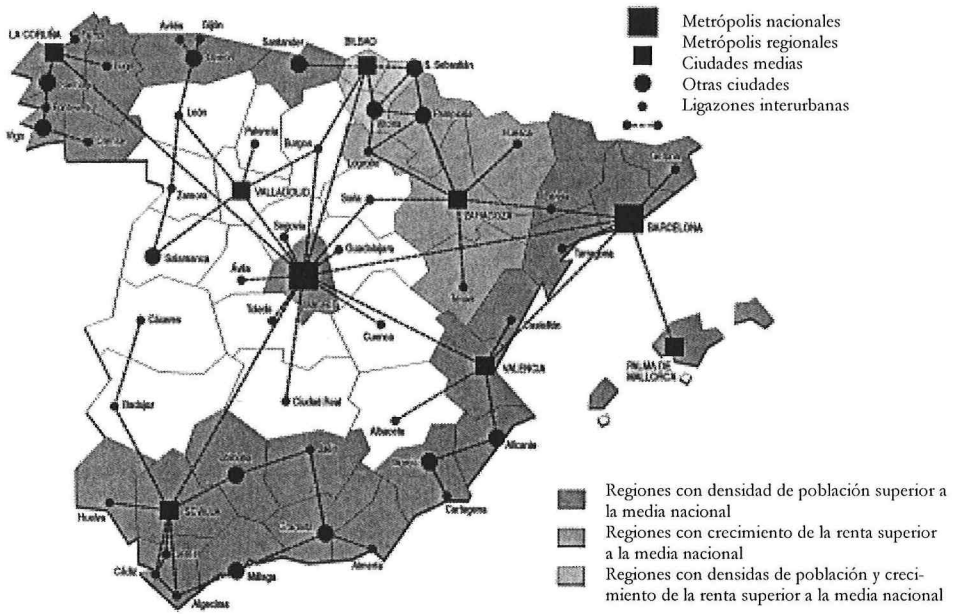 Metrópolis nacionales
Metrópolis regionales
Ciudades medias
Otras ciudades
Ligazones interurbanas
Avilés
Gijón
LA CORUÑA
Santander
BILBAO
S. Sebastián
Lugo
León
Palencia
Burgos
Pamplona
Huesca
Vigo
Logroño
VALLADOLID
Zamora
Soria
ZARAGOZA
BARCELONA
Segovia
Salamanca
Guadalajara
Tarragona
Ávila
Teruel
Toledo
Cuenca
Castellón
Cáceres
VALENCIA
PALMA DE
MALLORCA
Ciudad Real
Badajoz
Albacete
Alicante
Jaén
Huelva
SEVILLA
Cartagena
Granada
Cádiz
Málaga
Almería
Algeciras
Regiones con densidad de población superior a
la media nacional
Regiones con crecimiento de la renta superior
a la media nacional
Regiones con densidas de población y creci-
miento de la renta superior a la media nacional